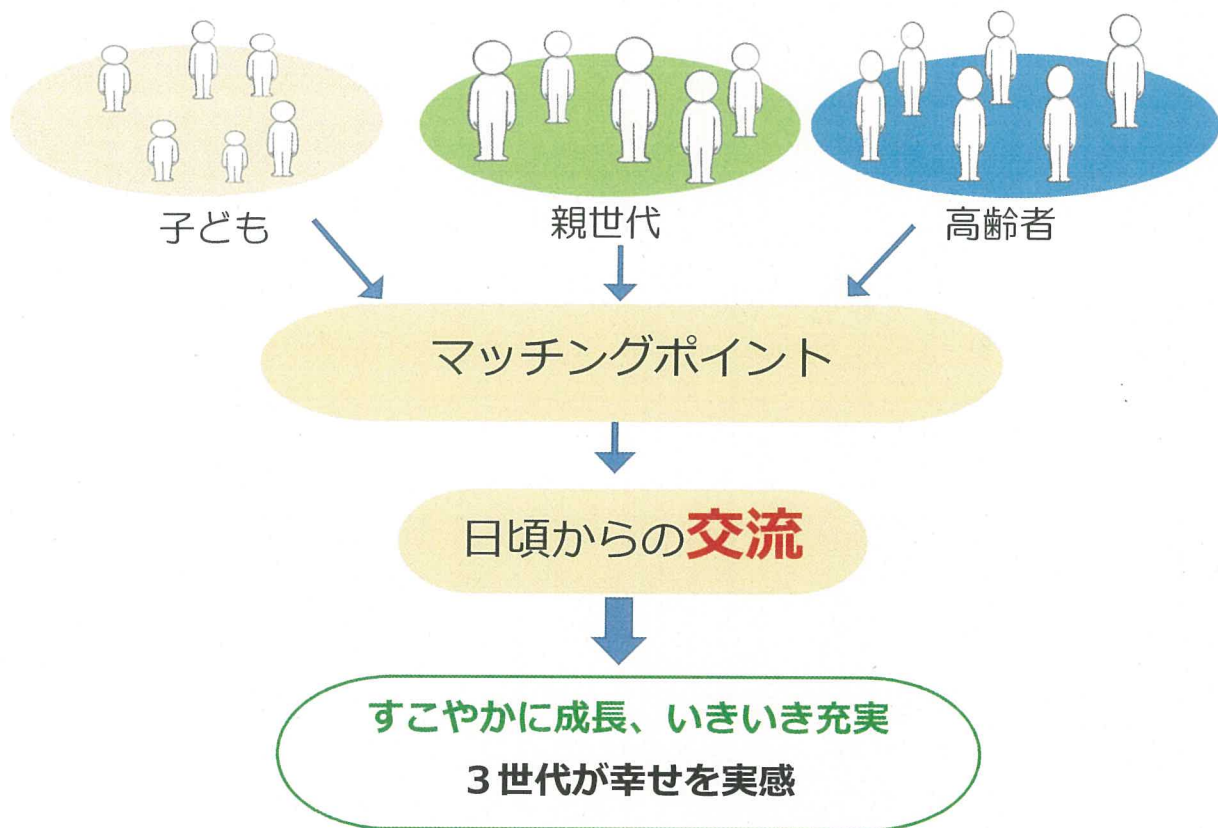 子ども
親世代
高齢者
マッチングポイント
日頃からの交流
すこやかに成長、いきいき充実
３世代が幸せを実感